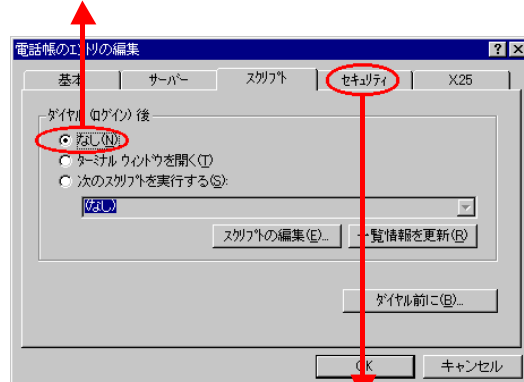 電話帳のエントリの編集
基本 サーバー スクリプト セキュリティ X.25
ダイヤル (ログイン) 後
なし(N)
ターミナル ウィンドウを開く(T)
次のスクリプトを実行する(S):
(なし)
スクリプトの編集(E)... 一覧情報を更新(R)
ダイヤル前に(B)...
OK キャンセル